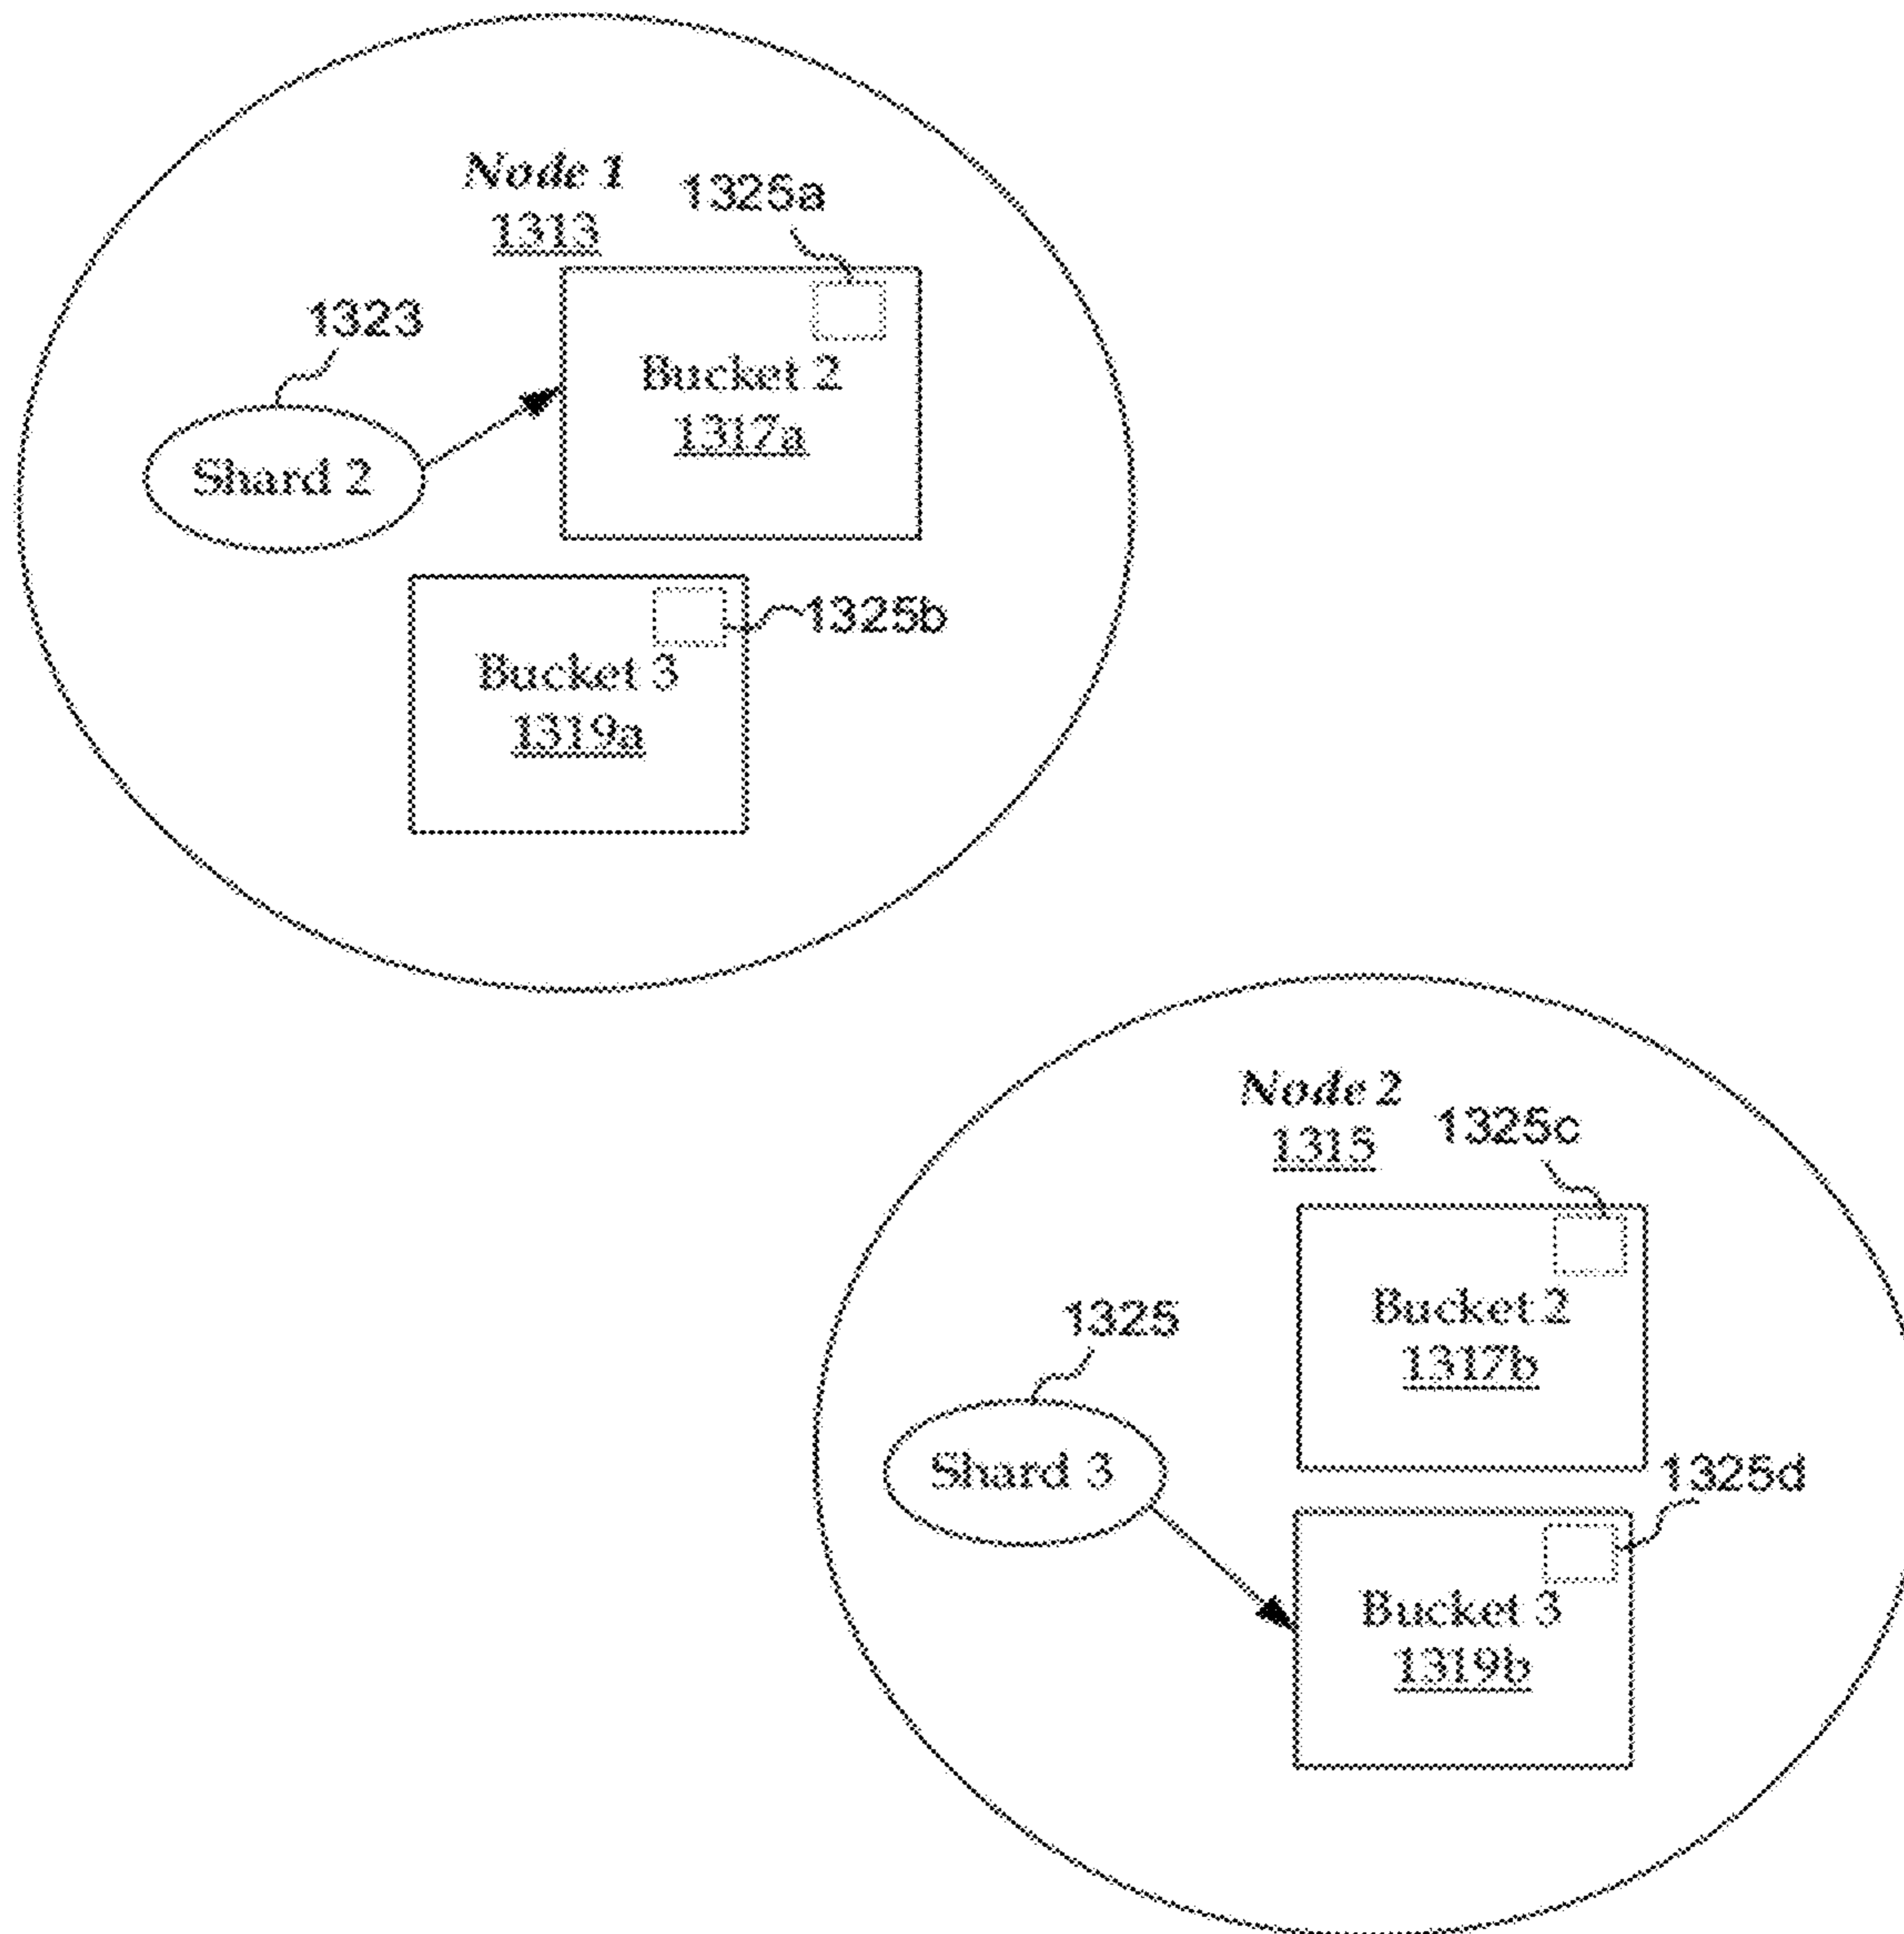 Node 1
1313
1325a
1323
Bucket 2
1317a
Shard 2
1325b
Bucket 3
1319a
Node 2
1315
1325c
1325
Bucket 2
1317b
Shard 3
1325d
Bucket 3
1319b